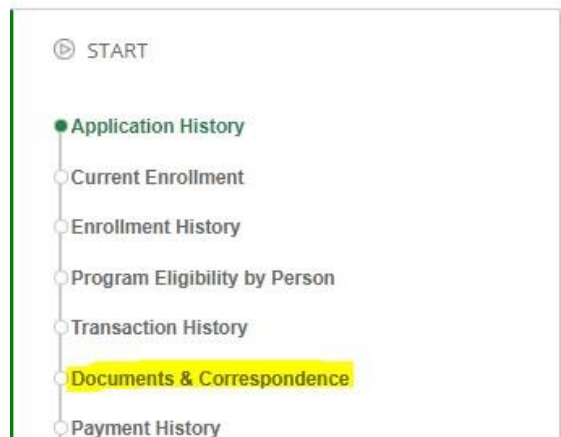 START
Application History
Current Enrollment
Enrollment History
Program Eligibility by Person
Transaction History
Documents & Correspondence
Payment History